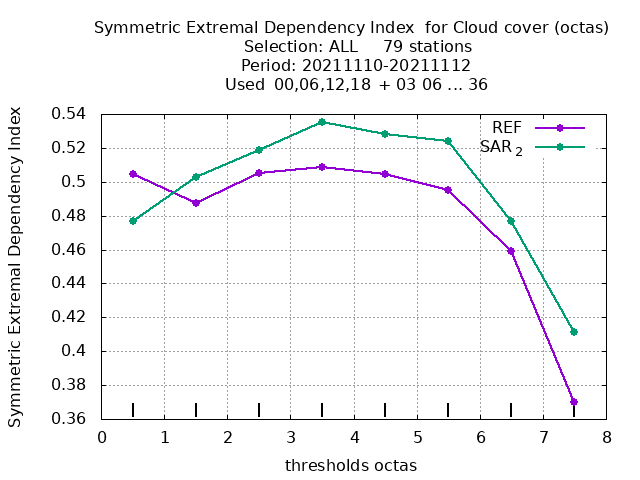 Symmetric Extremal Dependency Index  for Cloud cover (octas)
Selection: ALL     79 stations
Period: 20211110-20211112
Used  00,06,12,18  + 03 06 ... 36
Symmetric Extremal Dependency Index
0.54
0.52
0.5
0.48
0.46
0.44
0.42
0.4
0.38
0.36
REF
SAR 2
0 1 2 3 4 5 6 7 8
thresholds octas